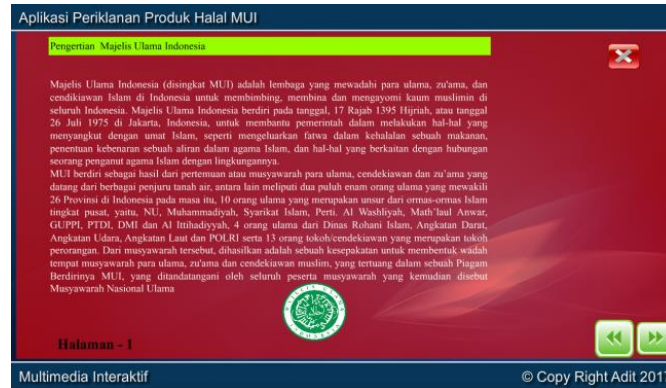 Aplikasi Periklanan Produk Halal MUI
Pengertian Majelis Ulama Indonesia
Majelis Ulama Indonesia (disingkat MUI) adalah lembaga yang mewadahi para ulama, zu'ama, dan
cendikiawan Islam di Indonesia untuk membimbing, membina dan mengayomi kaum muslimin di
seluruh Indonesia. Majelis Ulama Indonesia berdiri pada tanggal, 17 Rajab 1395 Hijriah, atau tanggal
26 Juli 1975 di Jakarta, Indonesia, untuk membantu pemerintah dalam melakukan hal-hal yang
menyangkut dengan umat Islam, seperti mengeluarkan fatwa dalam kehalalan sebuah makanan,
penentuan kebenaran sebuah aliran dalam agama Islam, dan hal-hal yang berkaitan dengan hubungan
seorang penganut agama Islam dengan lingkungannya.
MUI berdiri sebagai hasil dari pertemuan atau musyawarah para ulama, cendekiawan dan zu'ama yang
datang dari berbagai penjuru tanah air, antara lain meliputi dua puluh enam orang ulama yang mewakili
26 Provinsi di Indonesia pada masa itu, 10 orang ulama yang merupakan unsur dari ormas-ormas Islam
tingkat pusat, yaitu, NU, Muhammadiyah, Syarikat Islam, Perti. Al Washliyah, Math'laul Anwar,
GUPPI, PTDI, DMI dan Al Ittihadiyyah, 4 orang ulama dari Dinas Rohani Islam, Angkatan Darat,
Angkatan Udara, Angkatan Laut dan POLRI serta 13 orang tokoh/cendekiawan yang merupakan tokoh
perorangan. Dari musyawarah tersebut, dihasilkan adalah sebuah kesepakatan untuk membentuk wadah
tempat musyawarah para ulama, zu'ama dan cendekiawan muslim, yang tertuang dalam sebuah Piagam
Berdirinya MUI, yang ditandatangani oleh seluruh peserta musyawarah yang kemudian disebut
Musyawarah Nasional Ulama
Halaman - 1
Multimedia Interaktif
© Copy Right Adit 201